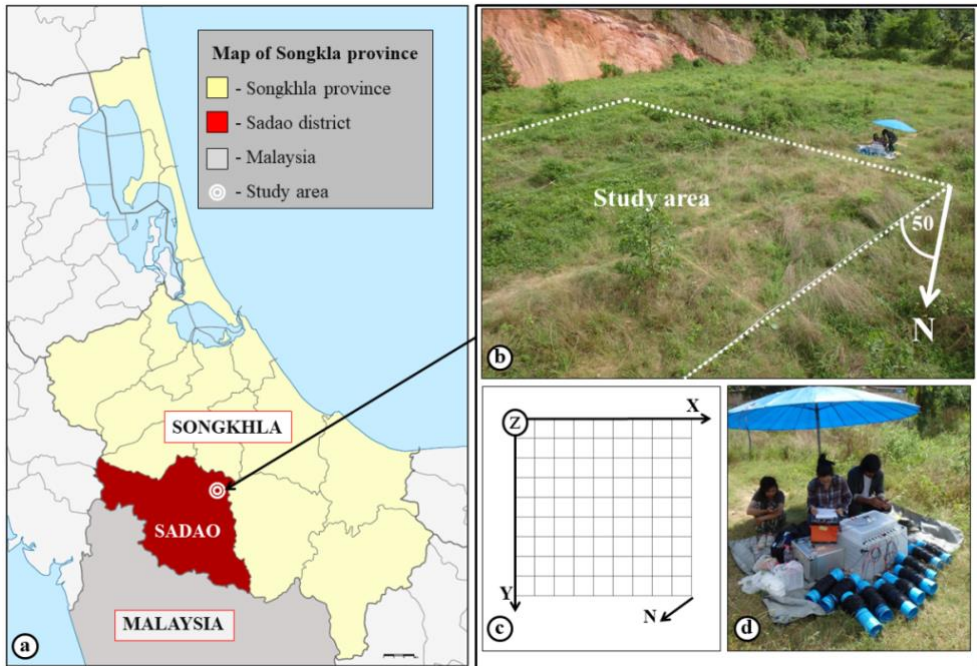 Map of Songkla province
- Songkhla province
- Sadao district
- Malaysia
- Study area
SONGKHLA
SADAO
MALAYSIA
a
Study area
50
N
b
Z
X
Y
N
c
d